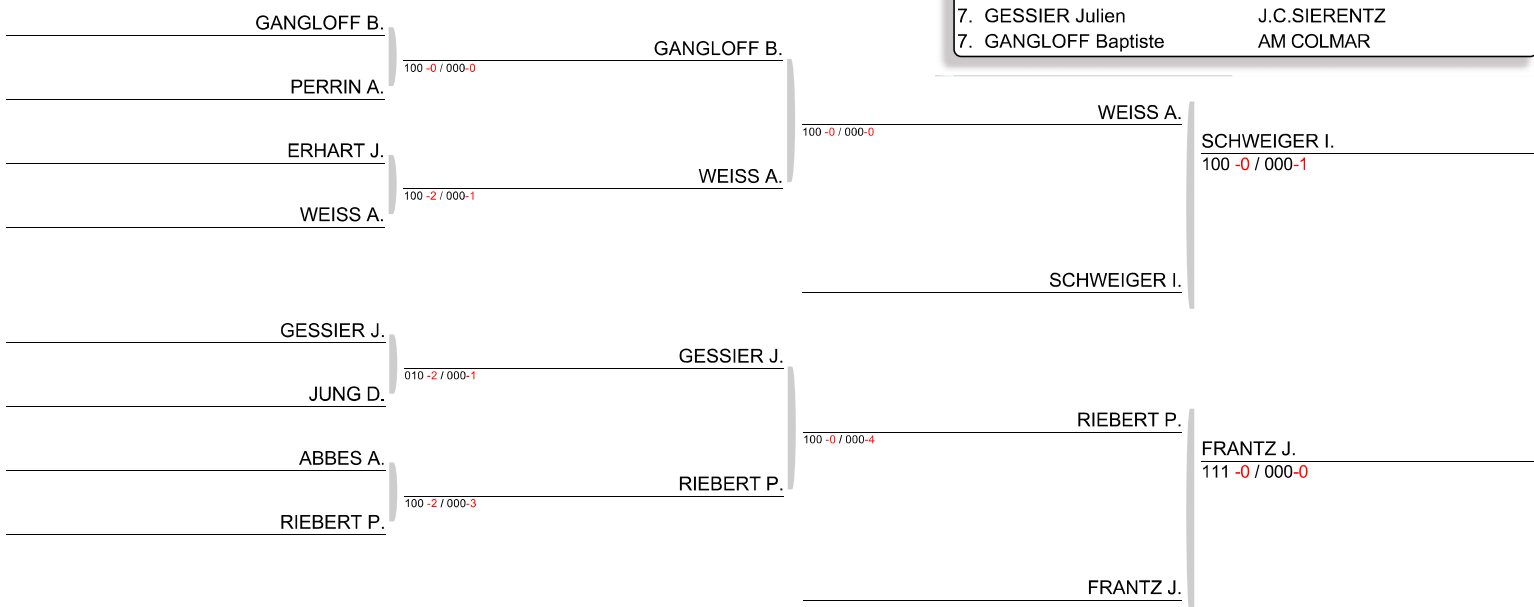 7. GESSIER Julien J.C.SIERENTZ
7. GANGLOFF Baptiste AM COLMAR
GANGLOFF B.
PERRIN A.
ERHART J.
WEISS A.
GESSIER J.
JUNG D.
ABBES A.
RIEBERT P.
GANGLOFF B.
100 -0 / 000-0
WEISS A.
100 -2 / 000-1
GESSIER J.
010 -2 / 000-1
RIEBERT P.
100 -2 / 000-3
WEISS A.
100 -0 / 000-0
SCHWEIGER I.
RIEBERT P.
100 -0 / 000-4
FRANTZ J.
SCHWEIGER I.
100 -0 / 000-1
FRANTZ J.
111 -0 / 000-0